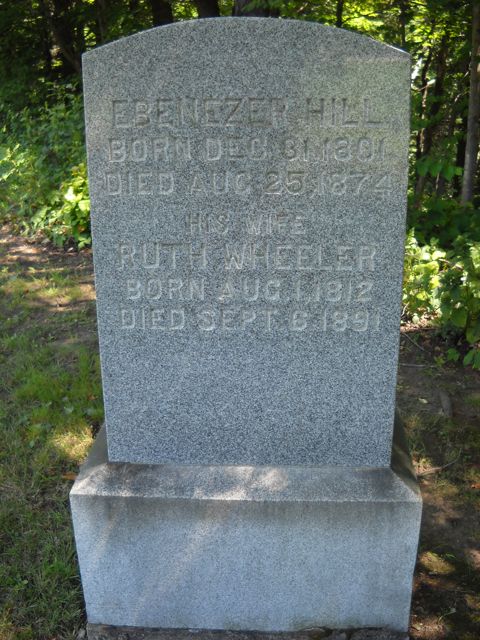 EBENEZER HILL
BORN DEC. 31, 1801
DIED AUG. 25, 1874
HIS WIFE
RUTH WHEELER
BORN AUG. 1, 1812
DIED SEPT. 6, 1891